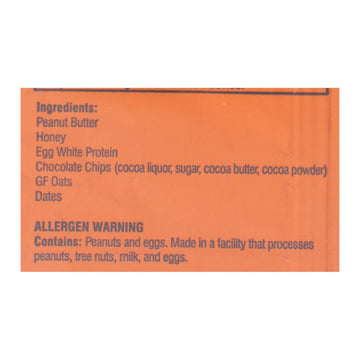 Ingredients:
Peanut Butter
Honey
Egg White Protein
Chocolate Chips (cocoa liquor, sugar, cocoa butter, cocoa powder)
GF Oats
Dates
ALLERGEN WARNING
Contains: Peanuts and eggs. Made in a facility that processes
peanuts, tree nuts, milk, and eggs.